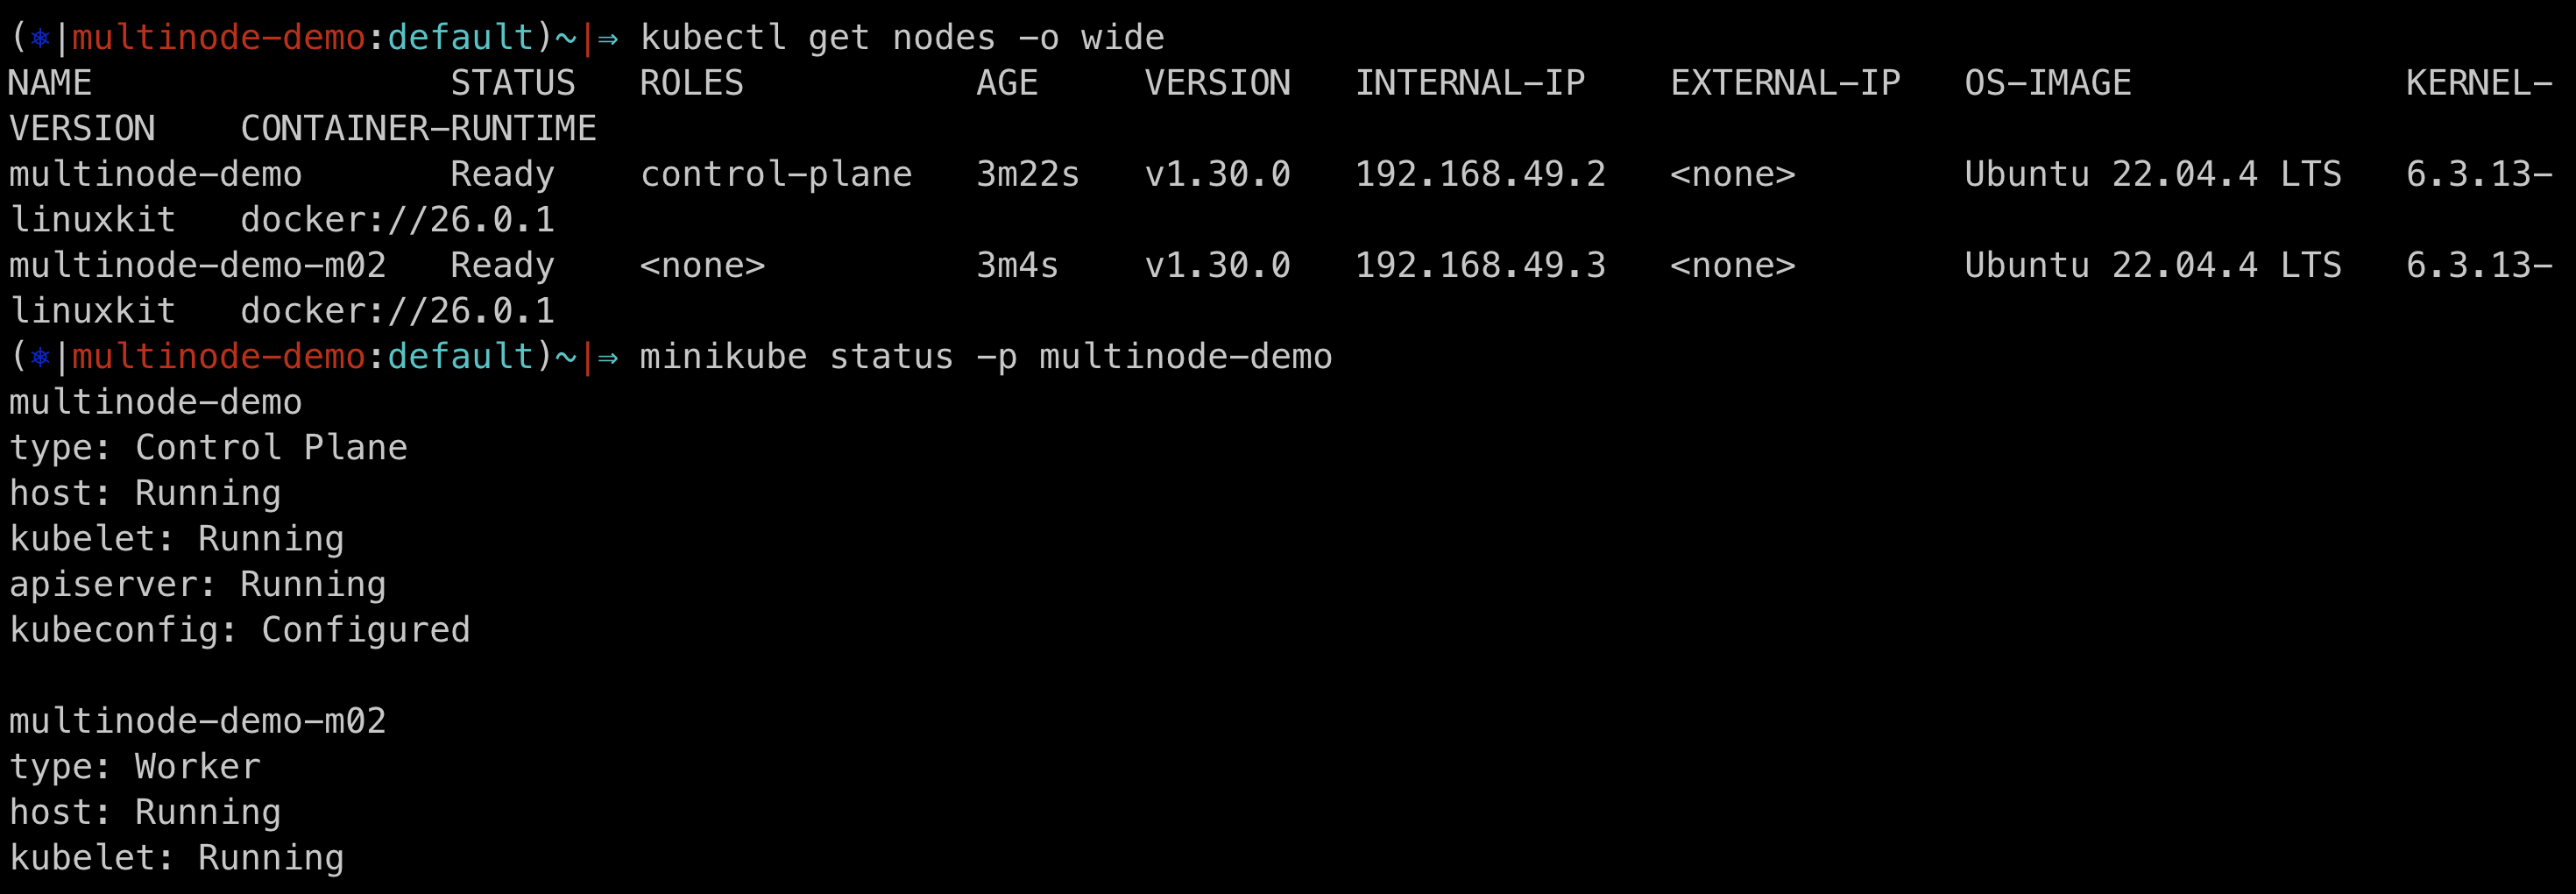 (⎈|multinode-demo:default)~|⇒ kubectl get nodes -o wide
NAME                 STATUS   ROLES           AGE     VERSION   INTERNAL-IP    EXTERNAL-IP   OS-IMAGE             KERNEL-
VERSION    CONTAINER-RUNTIME
multinode-demo       Ready    control-plane   3m22s   v1.30.0   192.168.49.2   <none>        Ubuntu 22.04.4 LTS   6.3.13-
linuxkit   docker://26.0.1
multinode-demo-m02   Ready    <none>          3m4s    v1.30.0   192.168.49.3   <none>        Ubuntu 22.04.4 LTS   6.3.13-
linuxkit   docker://26.0.1
(⎈|multinode-demo:default)~|⇒ minikube status -p multinode-demo
multinode-demo
type: Control Plane
host: Running
kubelet: Running
apiserver: Running
kubeconfig: Configured

multinode-demo-m02
type: Worker
host: Running
kubelet: Running